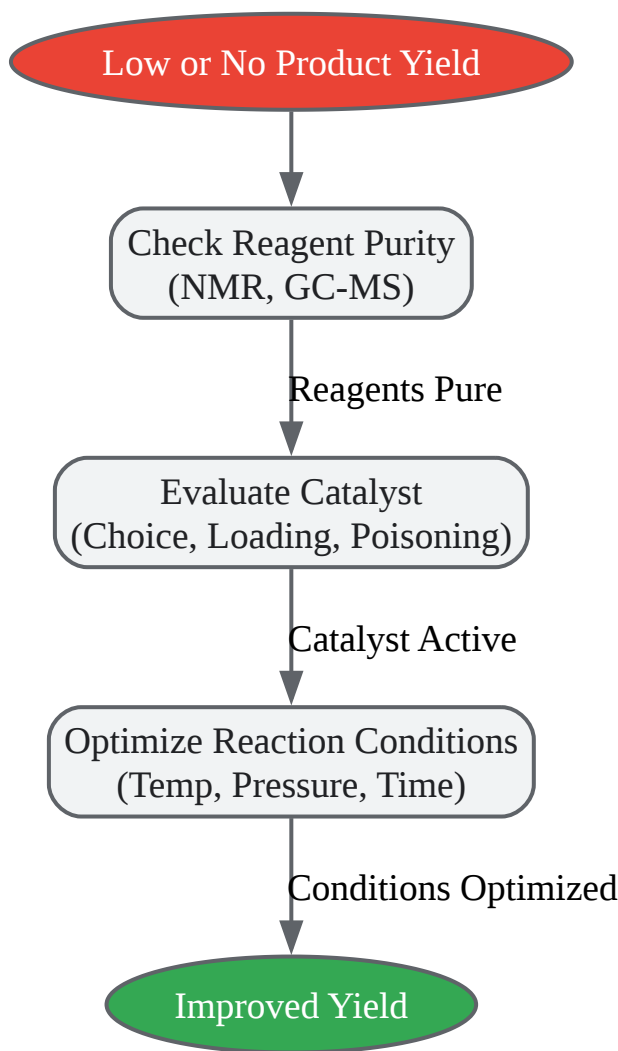 Low or No Product Yield
Check Reagent Purity
(NMR, GC-MS)
Reagents Pure
Evaluate Catalyst
(Choice, Loading, Poisoning)
Catalyst Active
Optimize Reaction Conditions
(Temp, Pressure, Time)
Conditions Optimized
Improved Yield